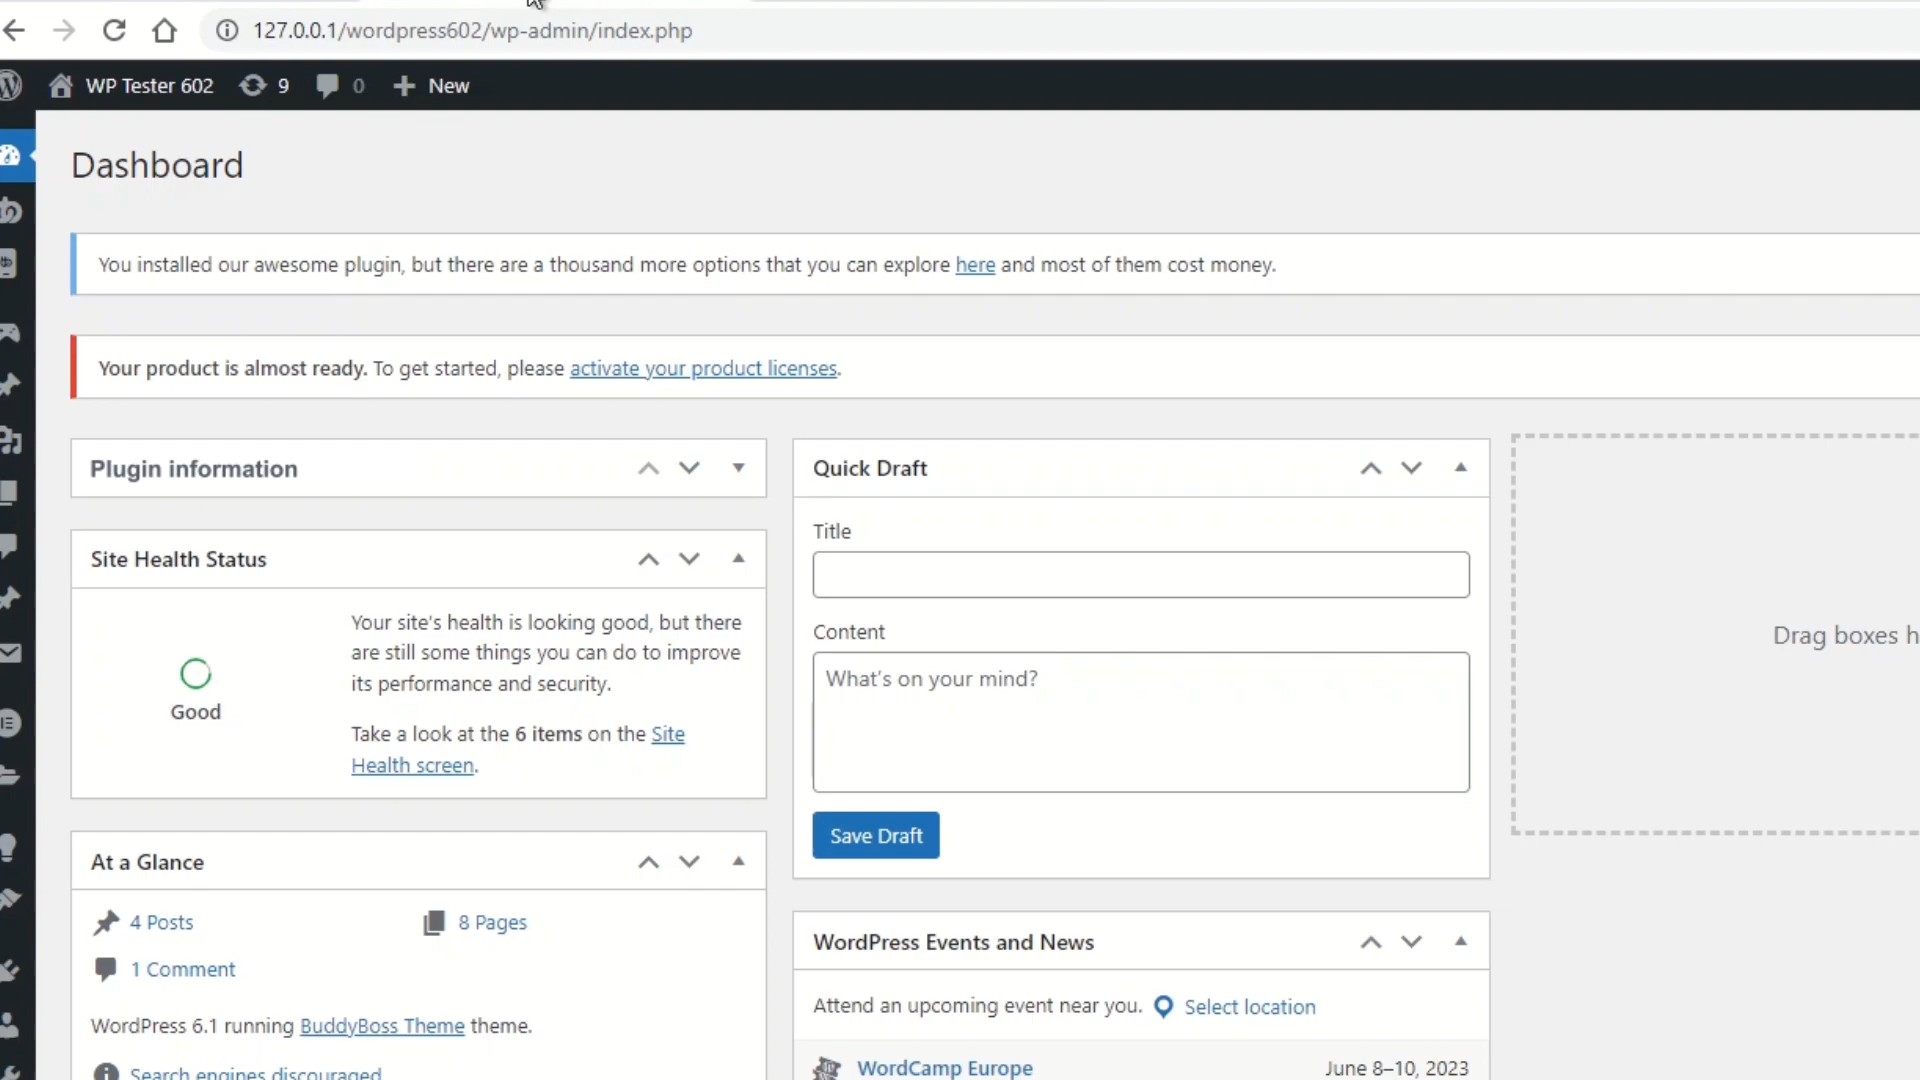 127.0.0.1/wordpress602/wp-admin/index.php
WP Tester 602 9 0 New
Dashboard
You installed our awesome plugin, but there are a thousand more options that you can explore here and most of them cost money.
Your product is almost ready. To get started, please activate your product licenses.
Plugin information
Site Health Status
Good
Your site's health is looking good, but there
are still some things you can do to improve
its performance and security.
Take a look at the 6 items on the Site
Health screen.
At a Glance
4 Posts
8 Pages
1 Comment
WordPress 6.1 running BuddyBoss Theme theme.
Search engines discouraged
Quick Draft
Title
Content
What's on your mind?
Save Draft
WordPress Events and News
Attend an upcoming event near you. Select location
WordCamp Europe
June 8–10, 2023
Drag boxes h